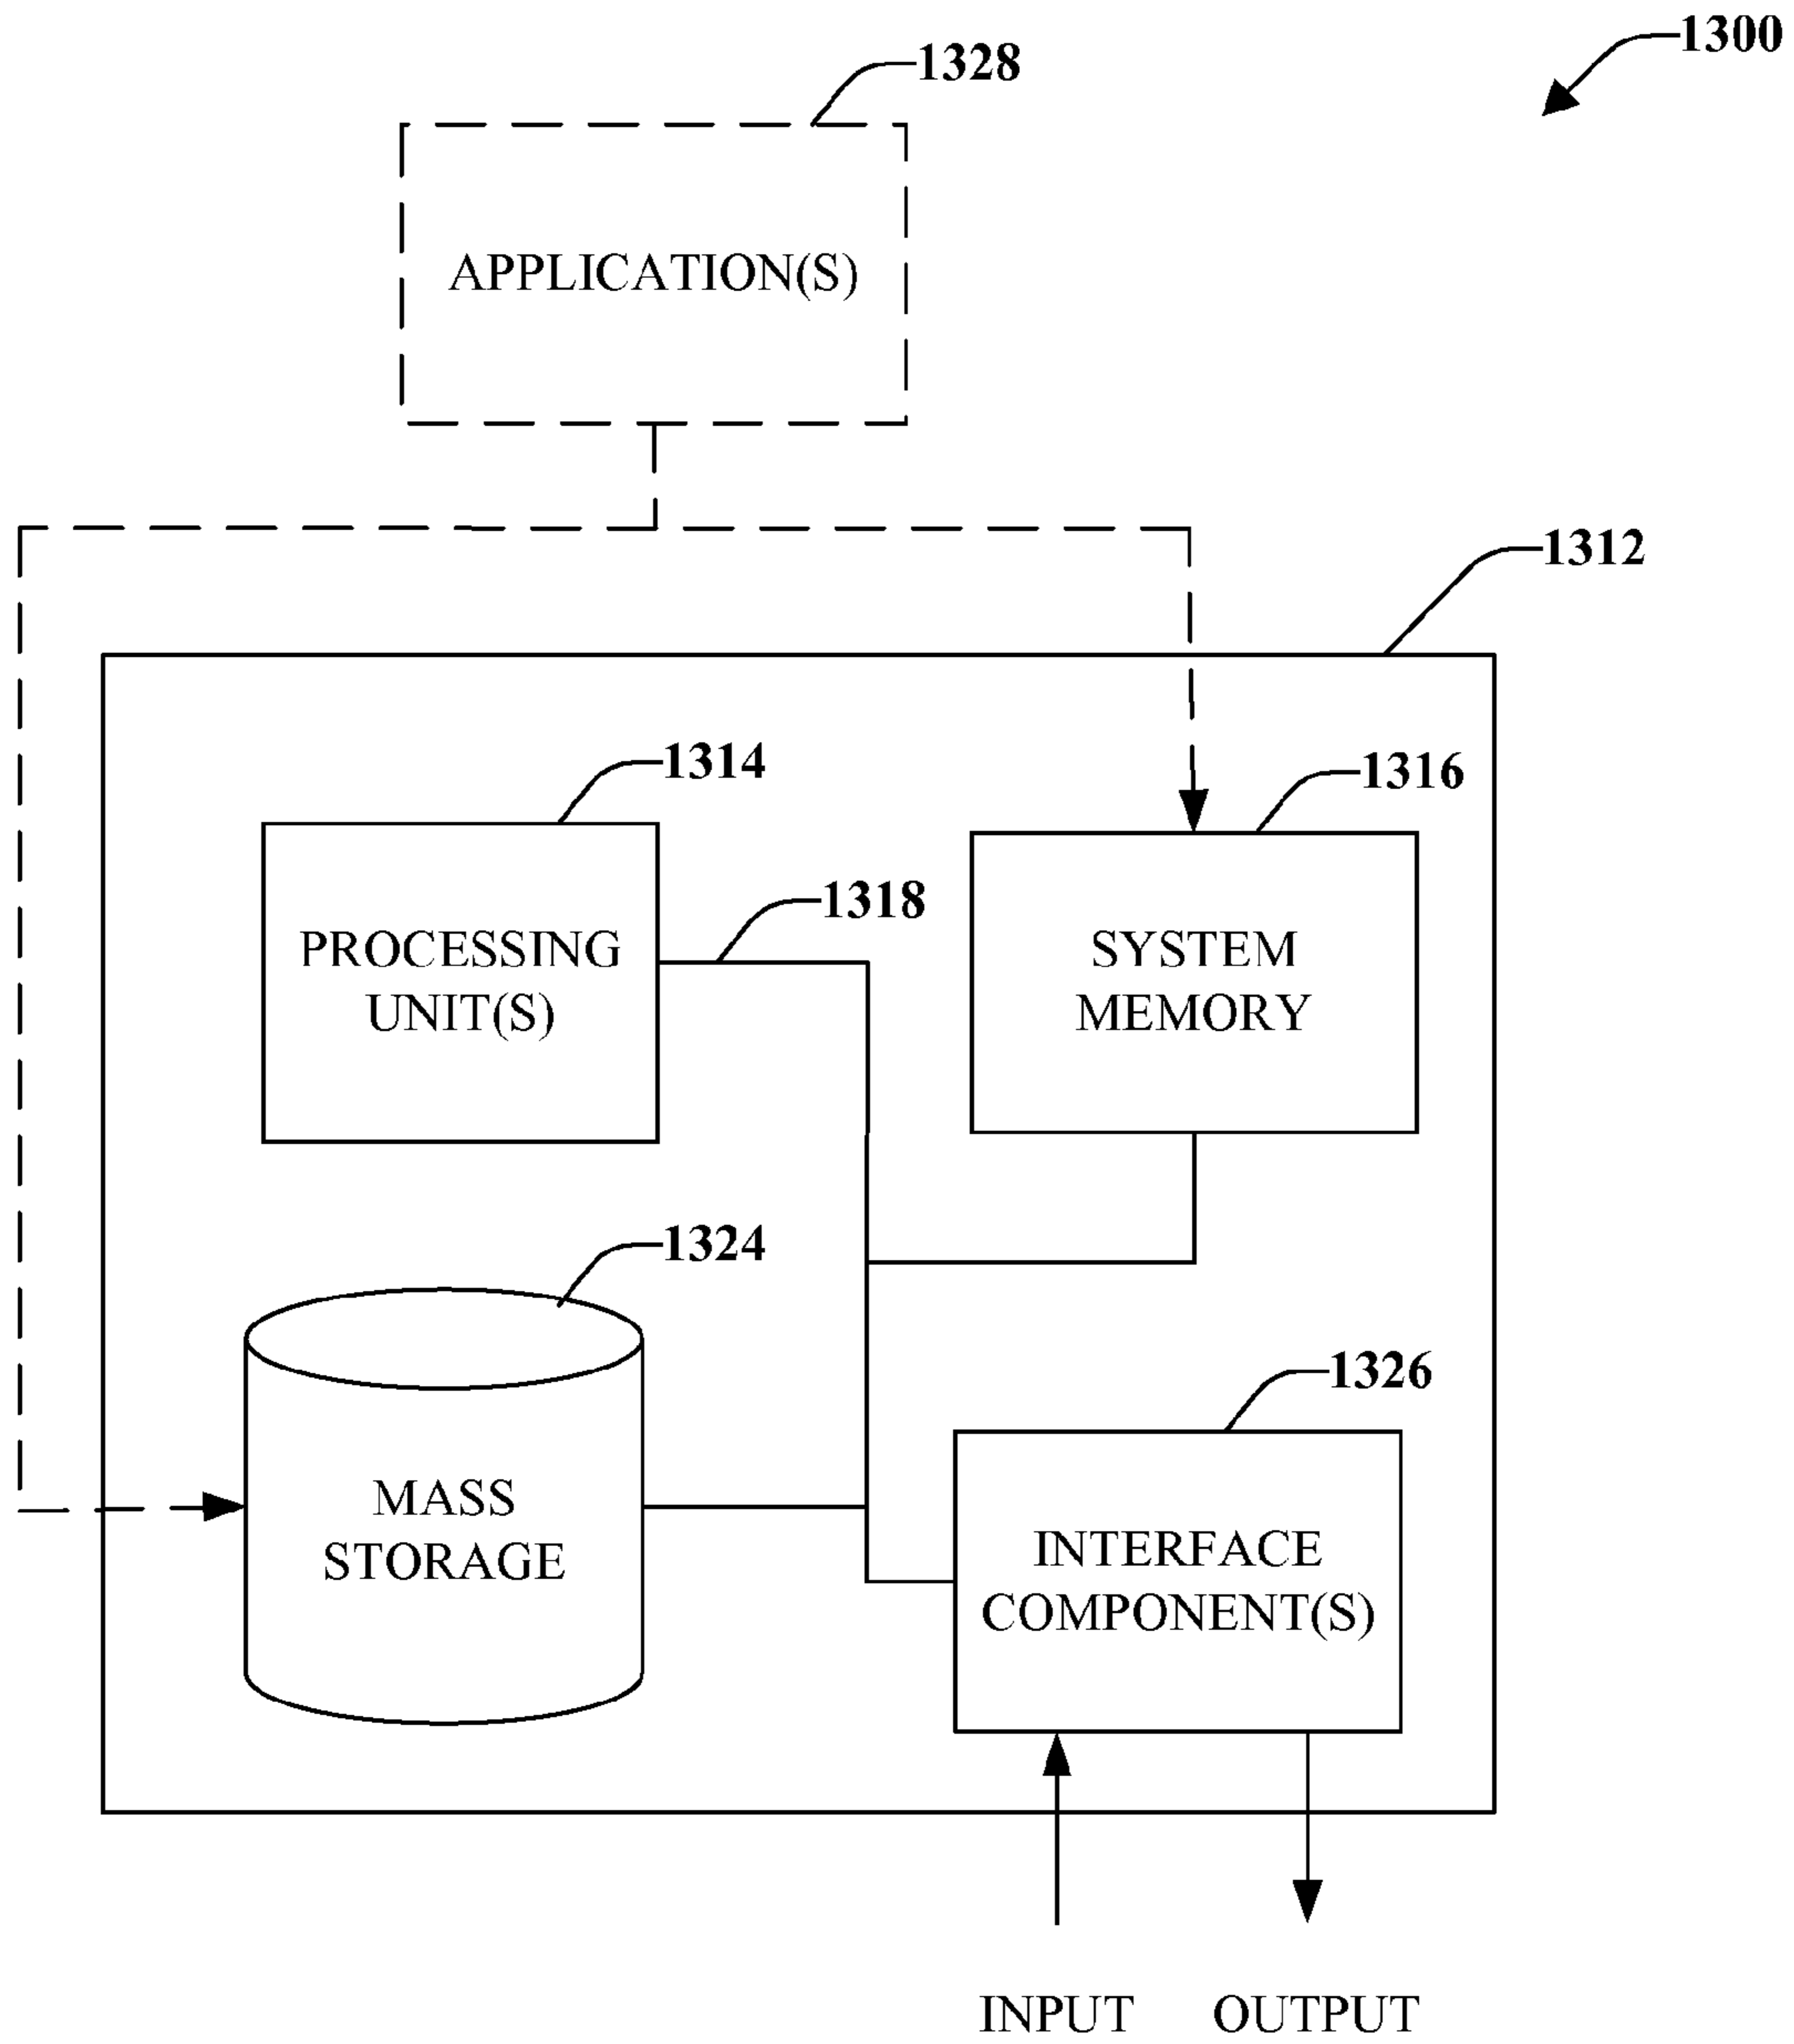 1300
1328
APPLICATION(S)
1312
1314
1316
1318
PROCESSING
UNIT(S)
SYSTEM
MEMORY
1324
1326
MASS
STORAGE
INTERFACE
COMPONENT(S)
INPUT
OUTPUT